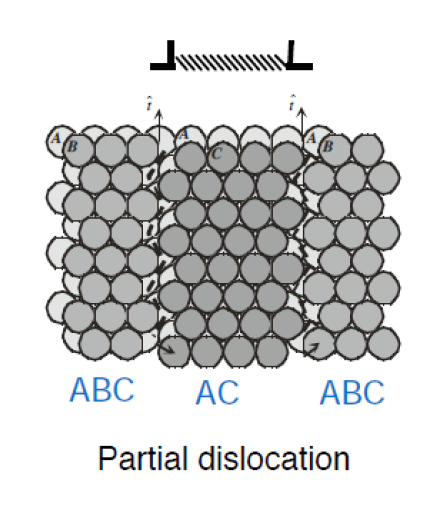 t̂ t̂
A A A
B C B
ABC AC ABC
Partial dislocation